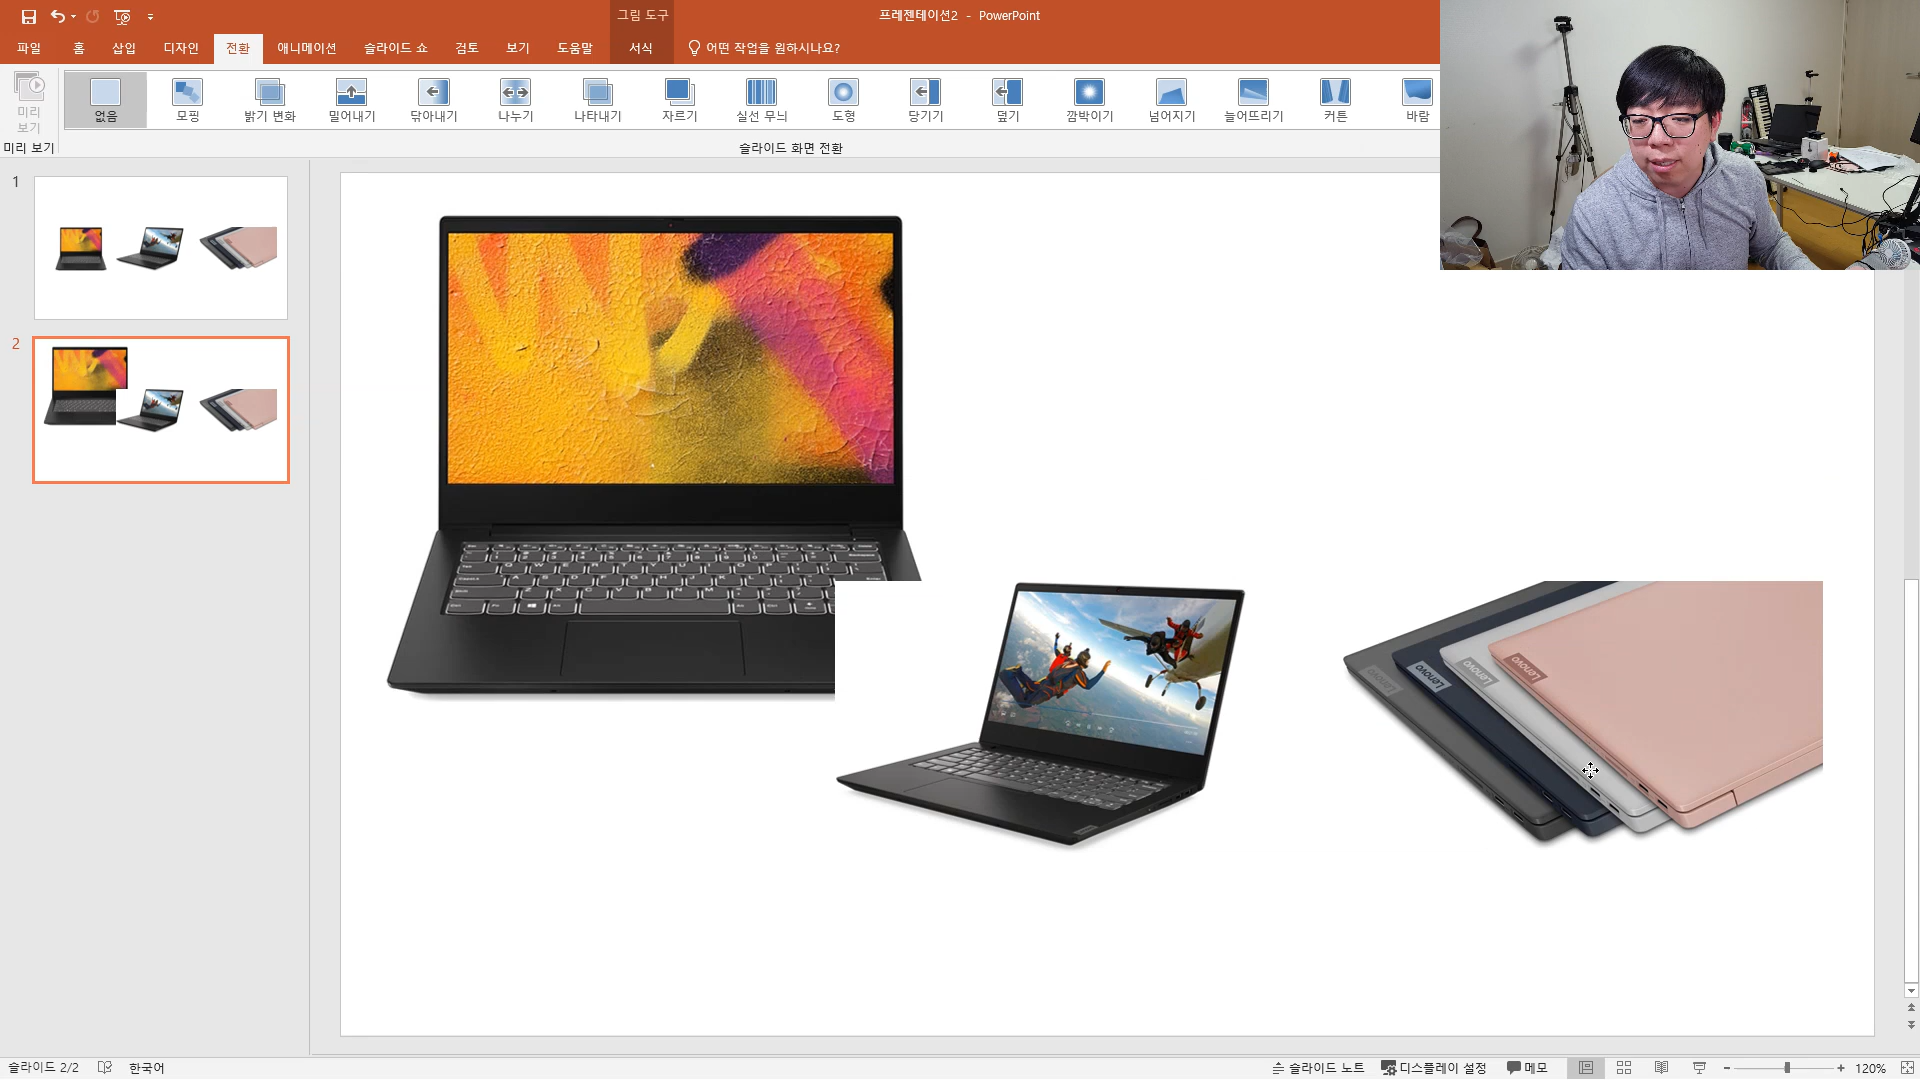 그림 도구
프레젠테이션2 - PowerPoint
파일 홈 삽입 디자인 전환 애니메이션 슬라이드 쇼 검토 보기 도움말 서식 어떤 작업을 원하시나요?
미리 보기
없음 모핑 밝기 변화 밀어내기 닦아내기 나누기 나타내기 자르기 실선 무늬 도형 당기기 덮기 깜박이기 넘어지기 늘어뜨리기 커튼 바람
미리 보기 슬라이드 화면 전환
1
2
Lenovo Lenovo Lenovo Lenovo
슬라이드 2/2 한국어 슬라이드 노트 디스플레이 설정 메모 120%